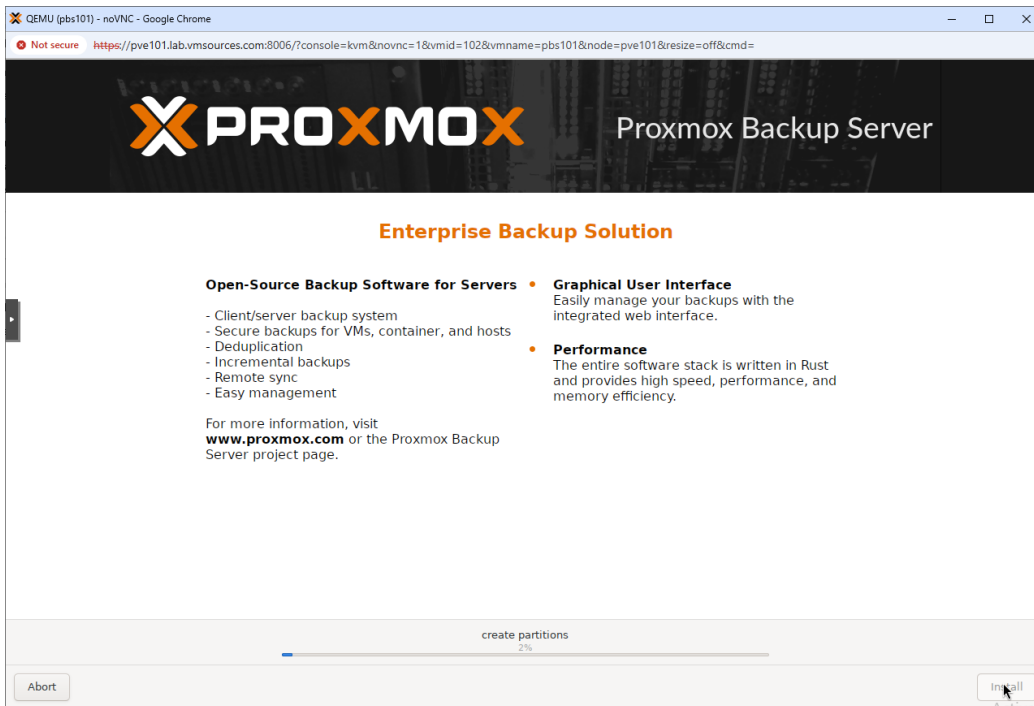 QEMU (pbs101) - noVNC - Google Chrome
Not secure https://pve101.lab.vmsources.com:8006/?console=kvm&novnc=1&vmid=102&vmname=pbs101&node=pve101&resize=off&cmd=
PROXMOX
Proxmox Backup Server
Enterprise Backup Solution
Open-Source Backup Software for Servers
- Client/server backup system
- Secure backups for VMs, container, and hosts
- Deduplication
- Incremental backups
- Remote sync
- Easy management
For more information, visit
www.proxmox.com or the Proxmox Backup
Server project page.
• Graphical User Interface
Easily manage your backups with the
integrated web interface.
• Performance
The entire software stack is written in Rust
and provides high speed, performance, and
memory efficiency.
create partitions
2%
Abort
Install